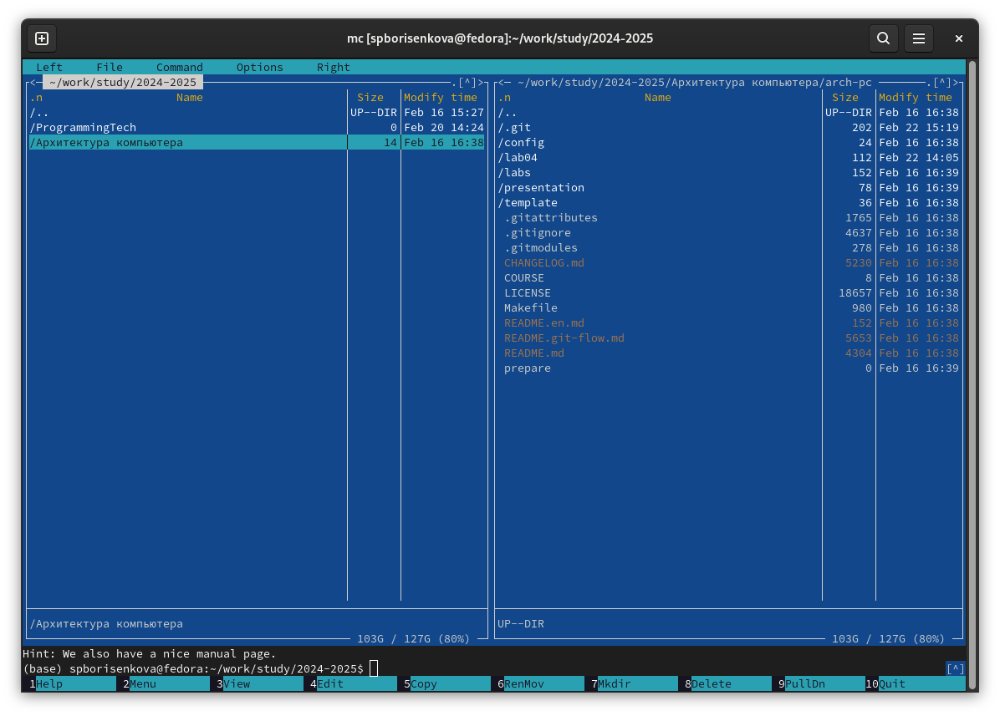 mc [spborisenkova@fedora]:~/work/study/2024-2025
Left File Command Options Right
<─ ~/work/study/2024-2025 ─.[^]>
.n Name Size Modify time
/.. UP--DIR Feb 16 15:27
/ProgrammingTech 0 Feb 20 14:24
/Архитектура компьютера 14 Feb 16 16:38
/Архитектура компьютера
103G / 127G (80%)
<─ ~/work/study/2024-2025/Архитектура компьютера/arch-pc ─.[^]>
.n Name Size Modify time
/.. UP--DIR Feb 16 16:38
/.git 202 Feb 22 15:19
/config 24 Feb 16 16:38
/lab04 112 Feb 22 14:05
/labs 152 Feb 16 16:39
/presentation 78 Feb 16 16:39
/template 36 Feb 16 16:38
.gitattributes 1765 Feb 16 16:38
.gitignore 4637 Feb 16 16:38
.gitmodules 278 Feb 16 16:38
CHANGELOG.md 5230 Feb 16 16:38
COURSE 8 Feb 16 16:38
LICENSE 18657 Feb 16 16:38
Makefile 980 Feb 16 16:38
README.en.md 152 Feb 16 16:38
README.git-flow.md 5653 Feb 16 16:38
README.md 4304 Feb 16 16:38
prepare 0 Feb 16 16:39
UP--DIR
103G / 127G (80%)
Hint: We also have a nice manual page.
(base) spborisenkova@fedora:~/work/study/2024-2025$ [^]
1Help 2Menu 3View 4Edit 5Copy 6RenMov 7Mkdir 8Delete 9PullDn 10Quit